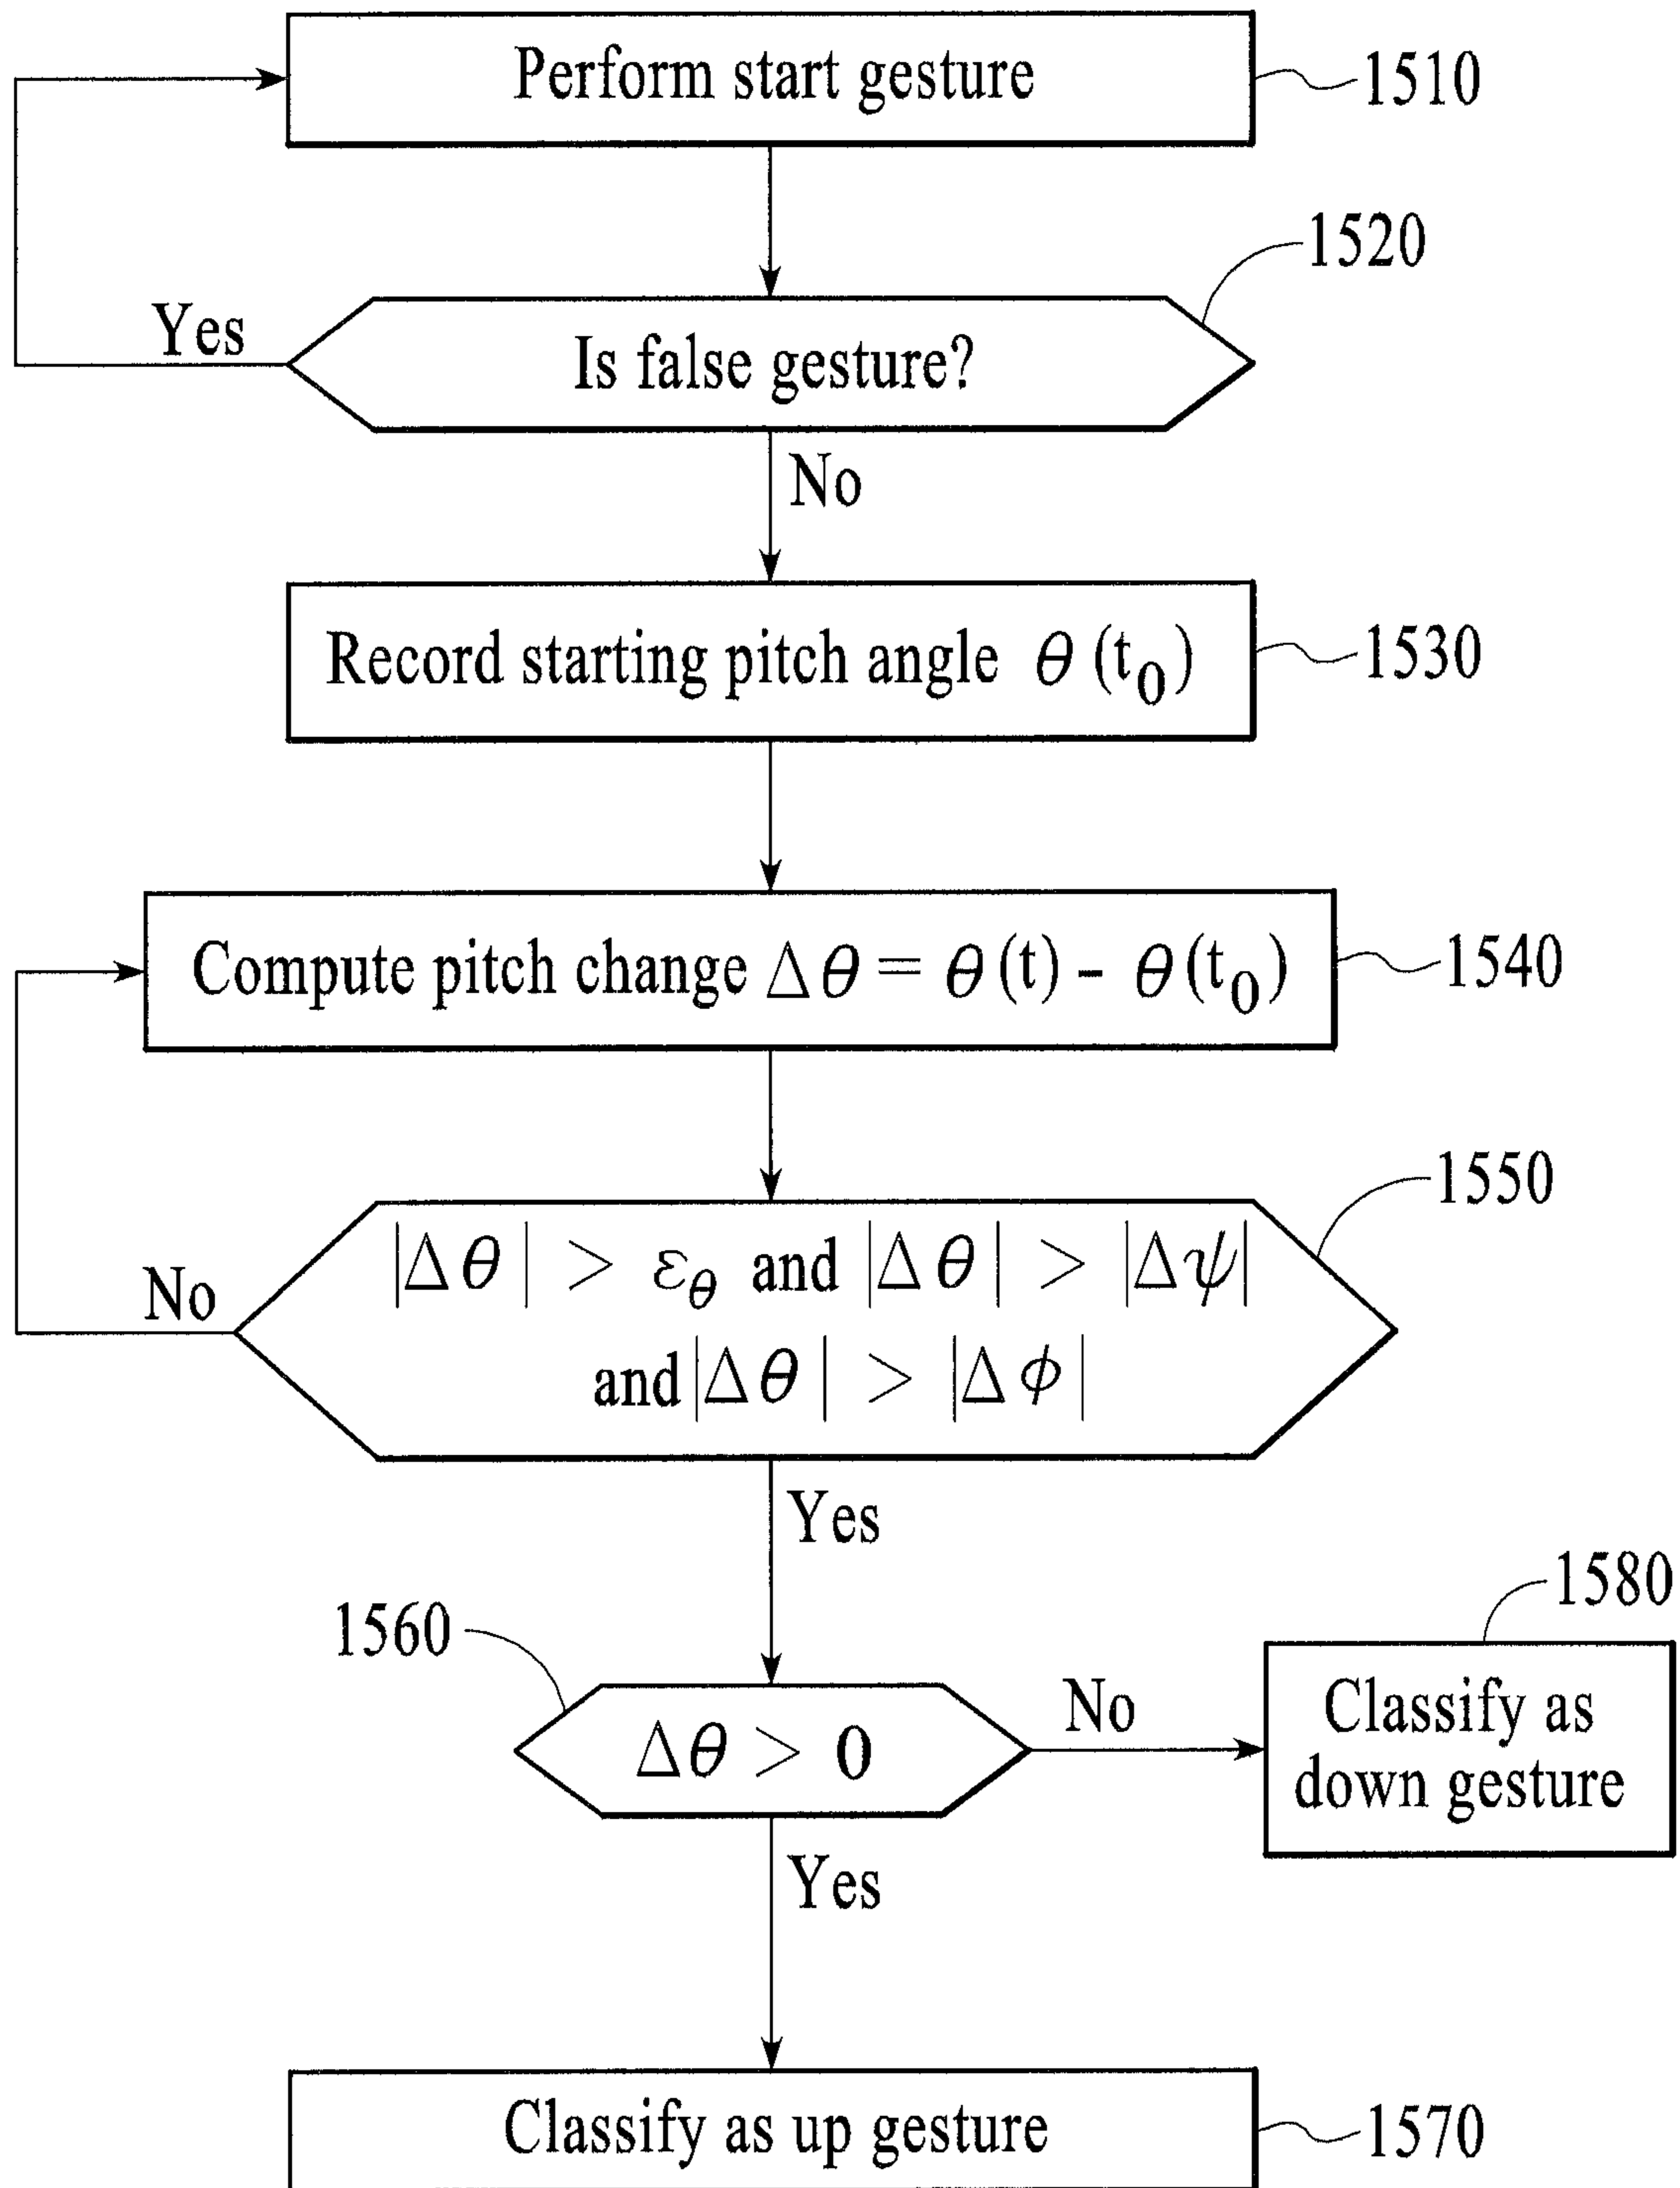 Perform start gesture
1510
1520
Yes
Is false gesture?
No
Record starting pitch angle θ (t₀)
1530
Compute pitch change Δθ = θ(t) - θ(t₀)
1540
1550
|Δθ| > εθ and |Δθ| > |Δψ|
No
and |Δθ| > |Δϕ|
Yes
1580
1560
Δθ > 0
No
Classify as
down gesture
Yes
Classify as up gesture
1570